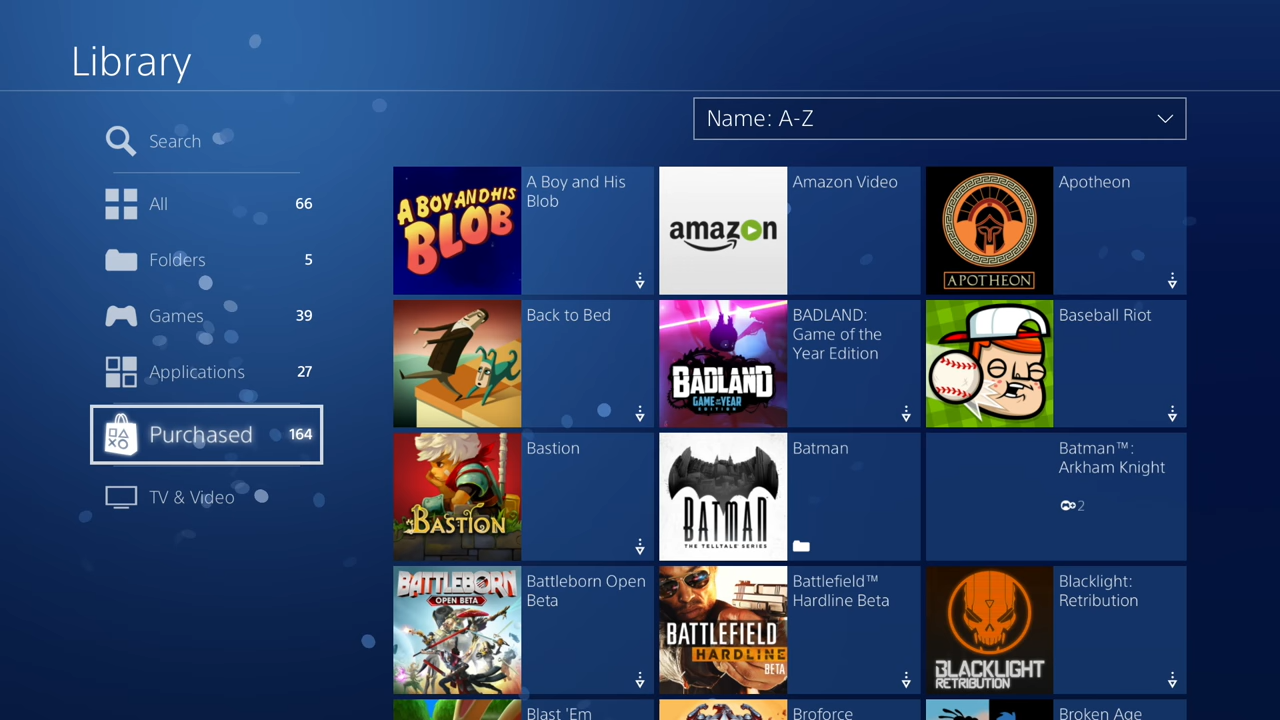 Library
Name: A-Z
Search
All 66
Folders 5
Games 39
Applications 27
Purchased 164
TV & Video
A BOY AND HIS
BLOB
A Boy and His
Blob
amazon
Amazon Video
APOTHEON
Apotheon
Back to Bed
BADLAND
GAME OF THE YEAR
EDITION
BADLAND:
Game of the
Year Edition
Baseball Riot
BASTION
Bastion
BATMAN
THE TELLTALE SERIES
Batman
Batman™:
Arkham Knight
2
BATTLEBORN
OPEN BETA
Battleborn Open
Beta
BATTLEFIELD
HARDLINE
BETA
Battlefield™
Hardline Beta
BLACKLIGHT
RETRIBUTION
Blacklight:
Retribution
Blast 'Em
Broforce
Broken Age